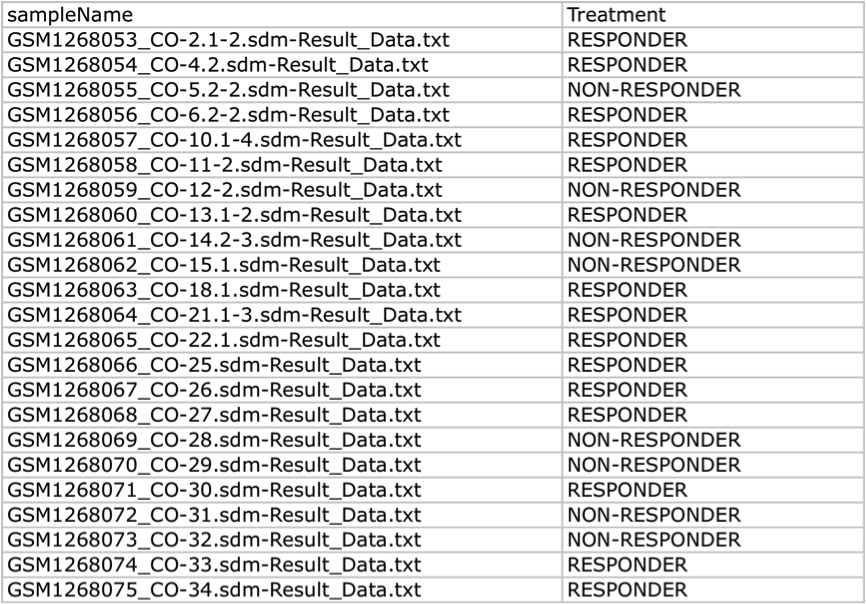 sampleName Treatment
GSM1268053_CO-2.1-2.sdm-Result_Data.txt RESPONDER
GSM1268054_CO-4.2.sdm-Result_Data.txt RESPONDER
GSM1268055_CO-5.2-2.sdm-Result_Data.txt NON-RESPONDER
GSM1268056_CO-6.2-2.sdm-Result_Data.txt RESPONDER
GSM1268057_CO-10.1-4.sdm-Result_Data.txt RESPONDER
GSM1268058_CO-11-2.sdm-Result_Data.txt RESPONDER
GSM1268059_CO-12-2.sdm-Result_Data.txt NON-RESPONDER
GSM1268060_CO-13.1-2.sdm-Result_Data.txt RESPONDER
GSM1268061_CO-14.2-3.sdm-Result_Data.txt NON-RESPONDER
GSM1268062_CO-15.1.sdm-Result_Data.txt NON-RESPONDER
GSM1268063_CO-18.1.sdm-Result_Data.txt RESPONDER
GSM1268064_CO-21.1-3.sdm-Result_Data.txt RESPONDER
GSM1268065_CO-22.1.sdm-Result_Data.txt RESPONDER
GSM1268066_CO-25.sdm-Result_Data.txt RESPONDER
GSM1268067_CO-26.sdm-Result_Data.txt RESPONDER
GSM1268068_CO-27.sdm-Result_Data.txt RESPONDER
GSM1268069_CO-28.sdm-Result_Data.txt NON-RESPONDER
GSM1268070_CO-29.sdm-Result_Data.txt NON-RESPONDER
GSM1268071_CO-30.sdm-Result_Data.txt RESPONDER
GSM1268072_CO-31.sdm-Result_Data.txt NON-RESPONDER
GSM1268073_CO-32.sdm-Result_Data.txt NON-RESPONDER
GSM1268074_CO-33.sdm-Result_Data.txt RESPONDER
GSM1268075_CO-34.sdm-Result_Data.txt RESPONDER